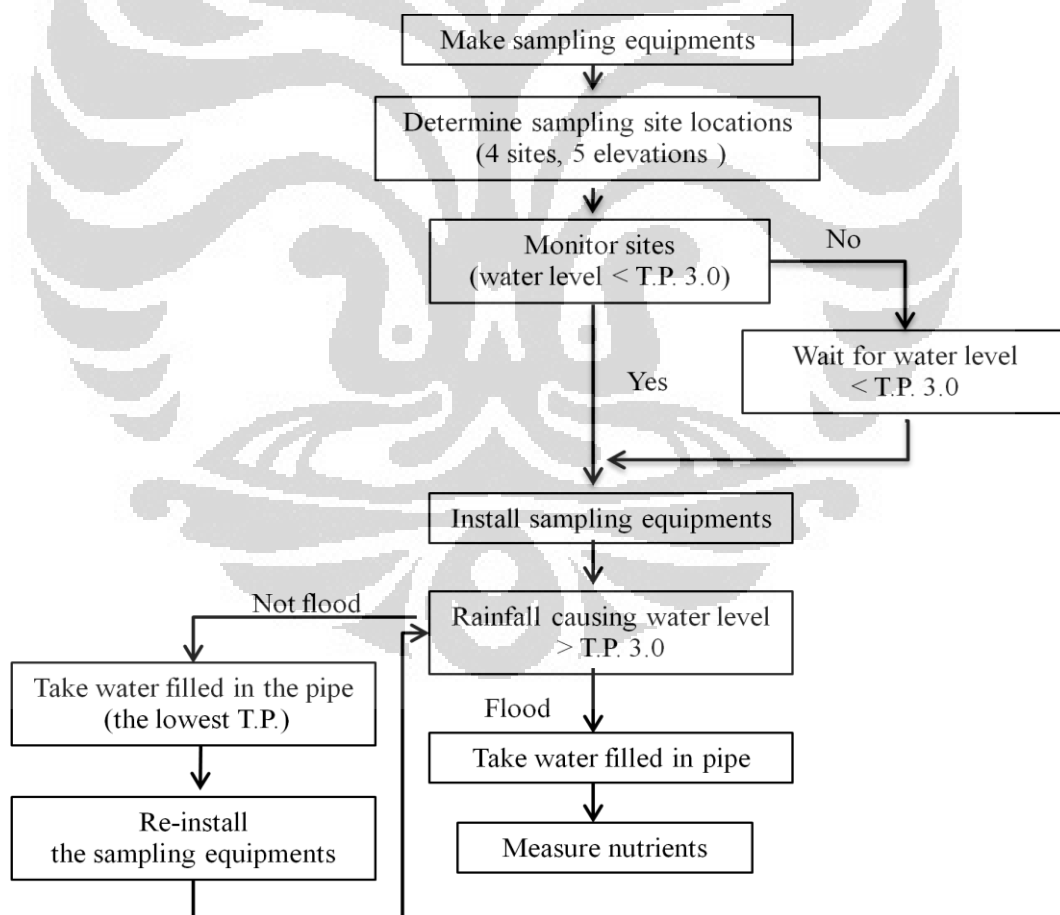 Make sampling equipments
Determine sampling site locations
(4 sites, 5 elevations )
Monitor sites
(water level < T.P. 3.0)
No
Wait for water level
< T.P. 3.0
Yes
Install sampling equipments
Not flood
Rainfall causing water level
> T.P. 3.0
Take water filled in the pipe
(the lowest T.P.)
Flood
Take water filled in pipe
Re-install
the sampling equipments
Measure nutrients